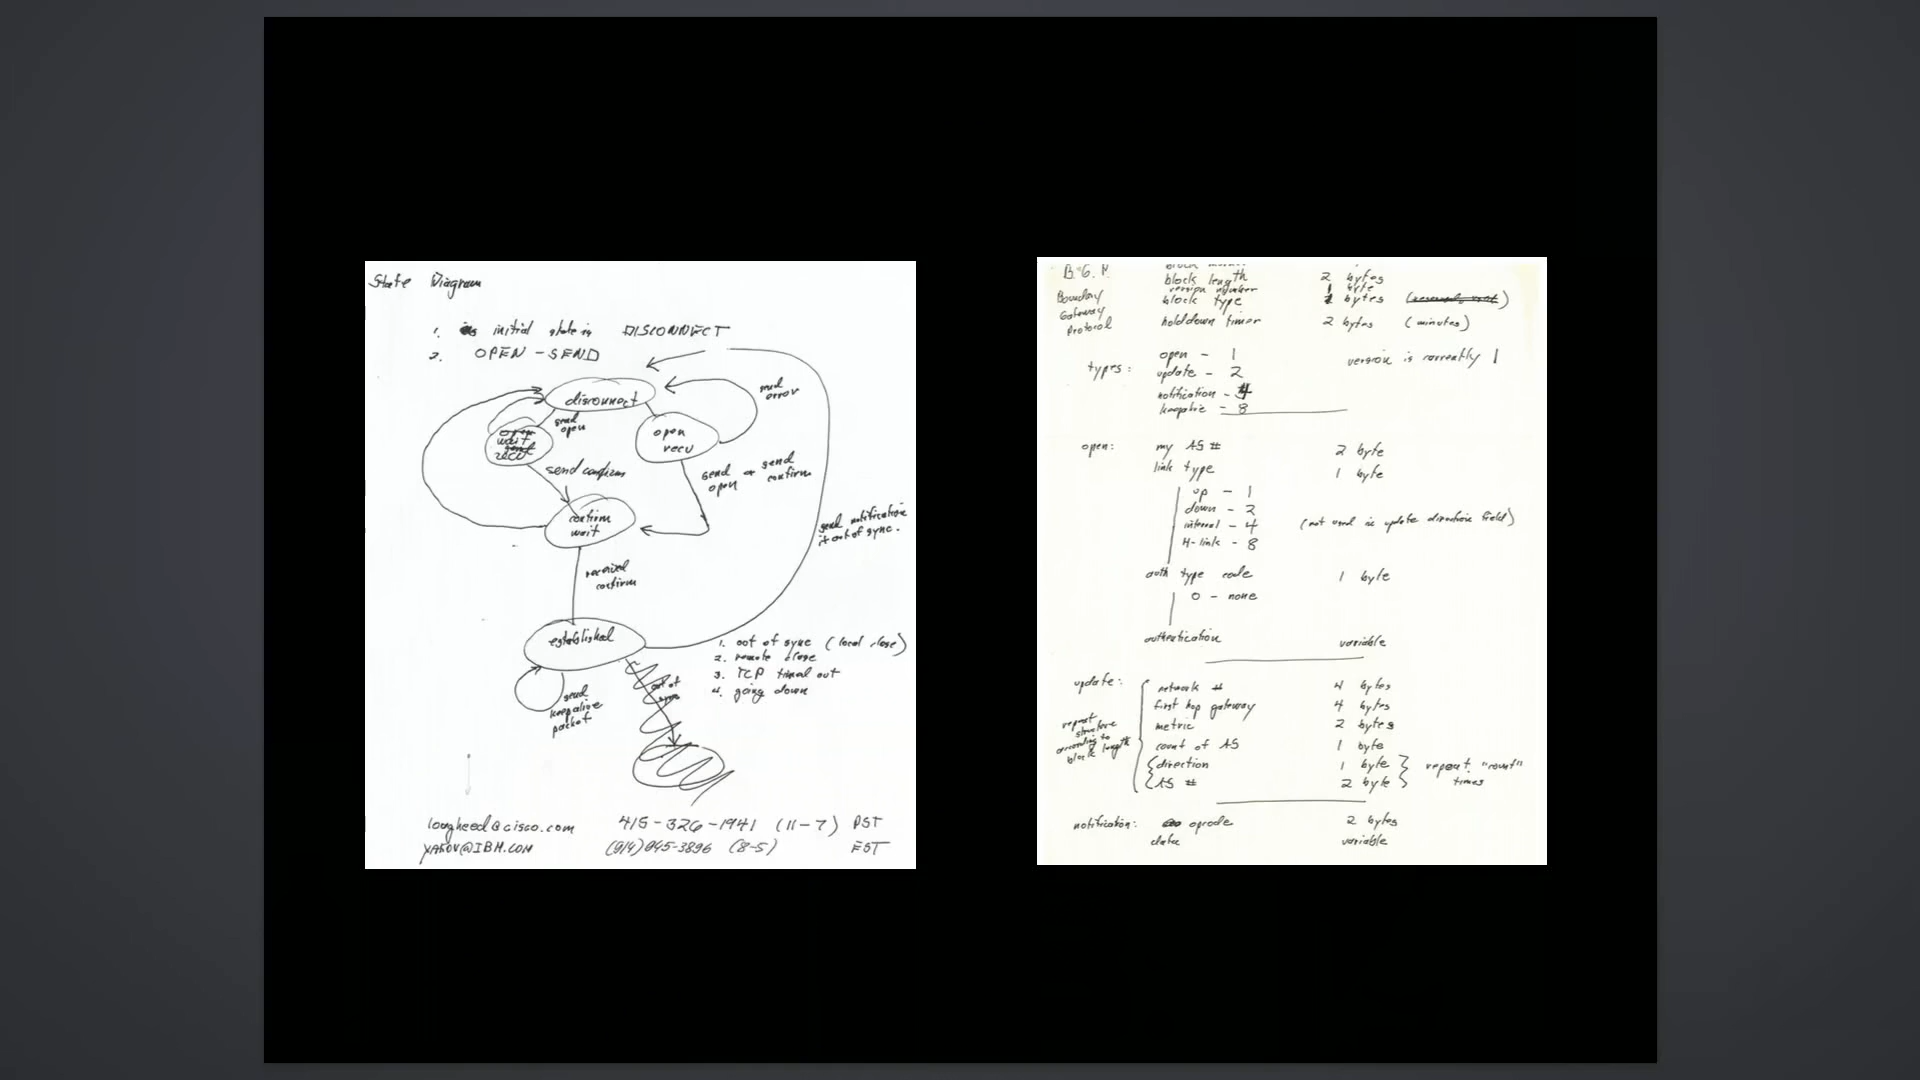 State Diagram
1. initial state is DISCONNECT
2. OPEN-SEND
disconnect
send error
send open
wait
recv
open recv
send confirm
send open or send confirm
confirm wait
send notification
if out of sync.
received confirm
established
1. out of sync (local close)
2. remote close
3. TCP timed out
4. going down
send keepalive packet
out of sync
lougheed@cisco.com 415-326-1941 (11-7) PST
YAKOV@IBM.COM (914)945-3896 (8-5) EST
B.G.P.
Boundary
Gateway
Protocol
block length 2 bytes
version number 1 byte
block type bytes
holddown timer 2 bytes (minutes)
types:
open - 1 version is currently 1
update - 2
notification - 4
keepalive - 8
open: my AS # 2 byte
link type 1 byte
up - 1
down - 2
internal - 4 (not used in update direction field)
H-link - 8
auth type code 1 byte
0 - none
authentication variable
update:
network # 4 bytes
first hop gateway 4 bytes
metric 2 bytes
count of AS 1 byte
direction 1 byte
AS # 2 byte
repeat structure according to block length
repeat "count" times
notification: opcode 2 bytes
data variable